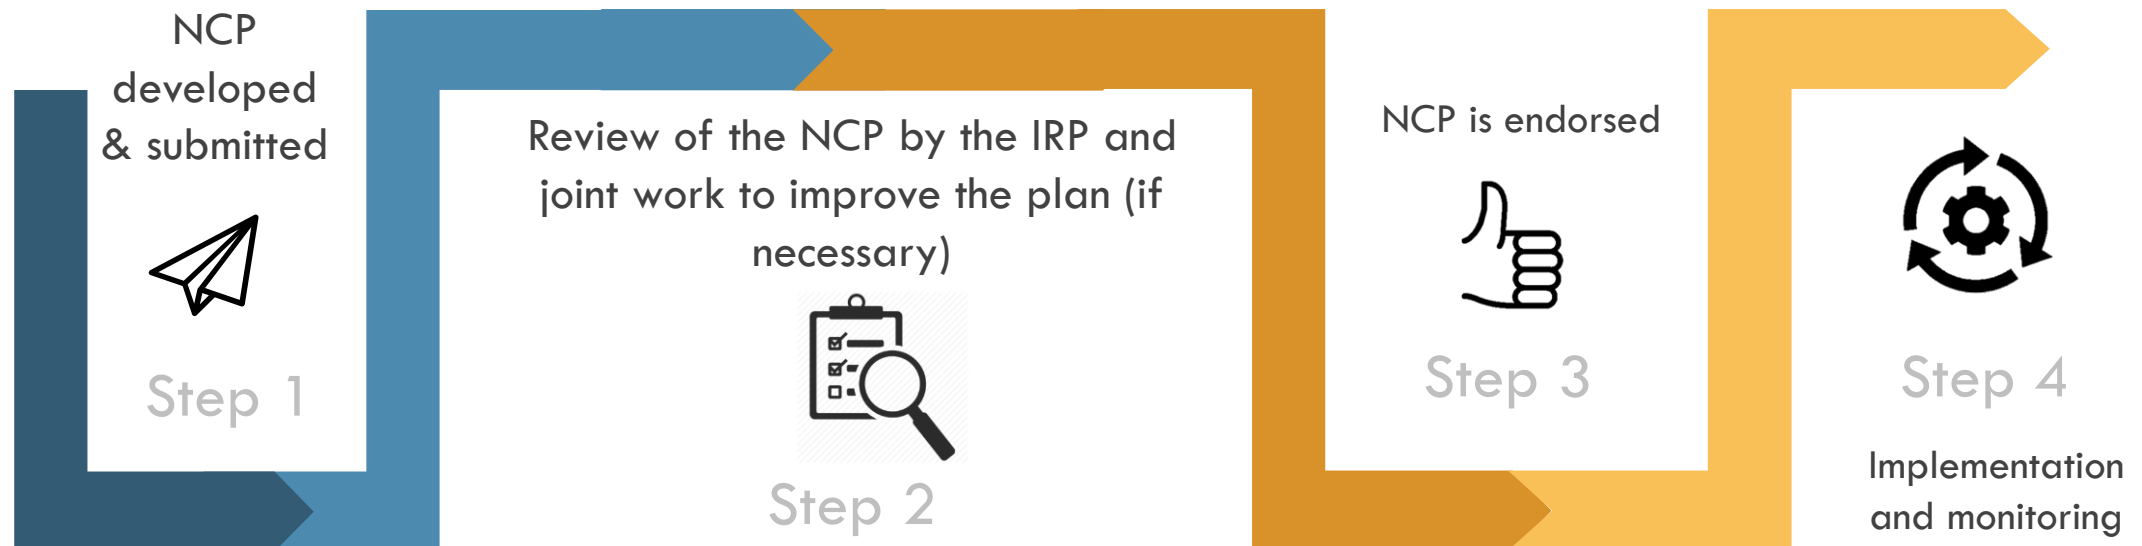 NCP
developed
& submitted
Step 1
Review of the NCP by the IRP and
joint work to improve the plan (if
necessary)
Step 2
NCP is endorsed
Step 3
Step 4
Implementation
and monitoring